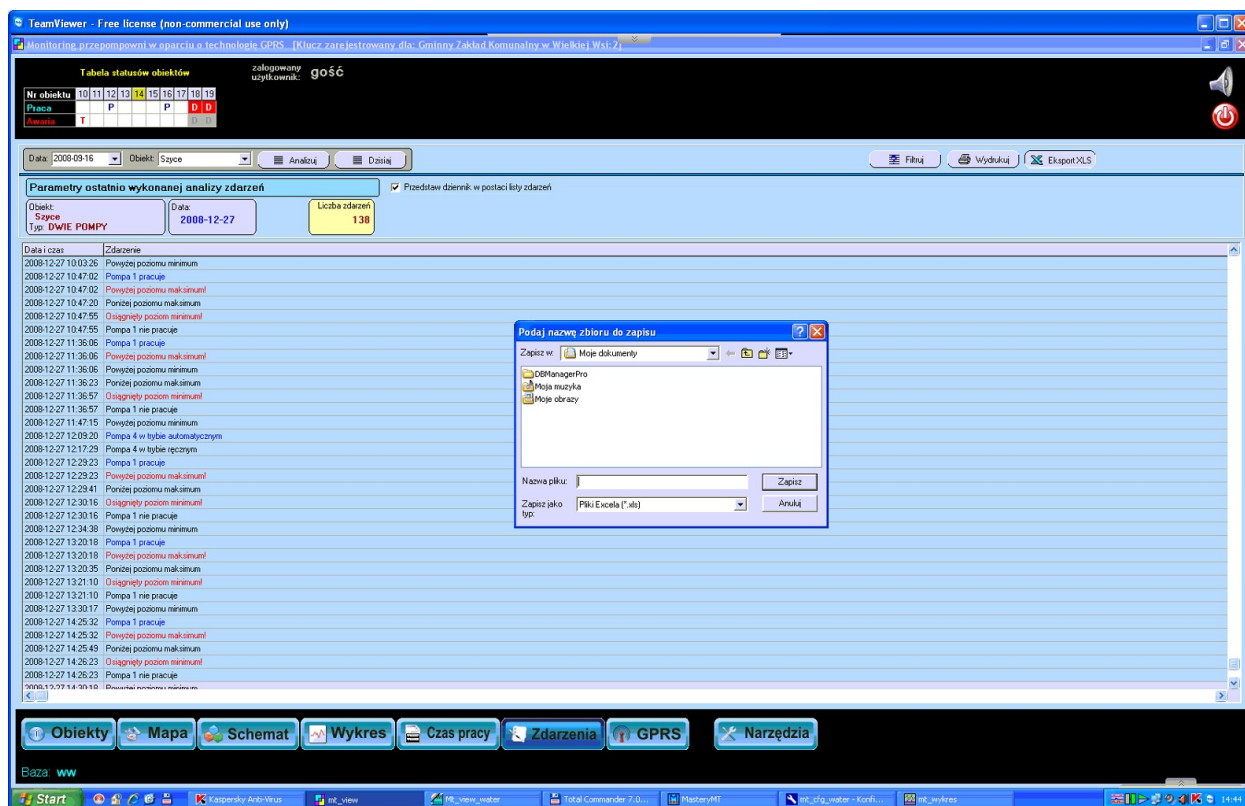 TeamViewer - Free license (non-commercial use only)
Monitoring przepompowni w oparciu o technologię GPRS [Klucz zarejestrowany dla: Gminny Zakład Komunalny w Wielkiej Wsi:2]
Tabela statusów obiektów
zalogowany użytkownik: gość
Nr obiektu 10 11 12 13 14 15 16 17 18 19
Praca P P D D
Awaria T D D
Data: 2008-09-16 Obiekt: Szyce Analizuj Dzisiaj Filtruj Wydrukuj Eksport XLS
Parametry ostatnio wykonanej analizy zdarzeń
Przedstaw dziennik w postaci listy zdarzeń
Obiekt: Szyce
Typ: DWIE POMPY
Data: 2008-12-27
Liczba zdarzeń 138
Data i czas Zdarzenie
2008-12-27 10:03:26 Powyżej poziomu minimum
2008-12-27 10:47:02 Pompa 1 pracuje
2008-12-27 10:47:02 Powyżej poziomu maksimum!
2008-12-27 10:47:20 Poniżej poziomu maksimum
2008-12-27 10:47:55 Osiągnięty poziom minimum!
2008-12-27 10:47:55 Pompa 1 nie pracuje
2008-12-27 11:36:06 Pompa 1 pracuje
2008-12-27 11:36:06 Powyżej poziomu maksimum!
2008-12-27 11:36:06 Powyżej poziomu minimum
2008-12-27 11:36:23 Poniżej poziomu maksimum
2008-12-27 11:36:57 Osiągnięty poziom minimum!
2008-12-27 11:36:57 Pompa 1 nie pracuje
2008-12-27 11:47:15 Powyżej poziomu minimum
2008-12-27 12:09:20 Pompa 4 w trybie automatycznym
2008-12-27 12:17:29 Pompa 4 w trybie ręcznym
2008-12-27 12:29:23 Pompa 1 pracuje
2008-12-27 12:29:23 Powyżej poziomu maksimum!
2008-12-27 12:29:41 Poniżej poziomu maksimum
2008-12-27 12:30:16 Osiągnięty poziom minimum!
2008-12-27 12:30:16 Pompa 1 nie pracuje
2008-12-27 12:34:38 Powyżej poziomu minimum
2008-12-27 13:20:18 Pompa 1 pracuje
2008-12-27 13:20:18 Powyżej poziomu maksimum!
2008-12-27 13:20:35 Poniżej poziomu maksimum
2008-12-27 13:21:10 Osiągnięty poziom minimum!
2008-12-27 13:21:10 Pompa 1 nie pracuje
2008-12-27 13:30:17 Powyżej poziomu minimum
2008-12-27 14:25:32 Pompa 1 pracuje
2008-12-27 14:25:32 Powyżej poziomu maksimum!
2008-12-27 14:25:49 Poniżej poziomu maksimum
2008-12-27 14:26:23 Osiągnięty poziom minimum!
2008-12-27 14:26:23 Pompa 1 nie pracuje
2008-12-27 14:30:18 Powyżej poziomu minimum
Podaj nazwę zbioru do zapisu
Zapisz w: Moje dokumenty
DBManagerPro
Moja muzyka
Moje obrazy
Nazwa pliku: Zapisz
Zapisz jako typ: Pliki Excela (*.xls) Anuluj
Obiekty Mapa Schemat Wykres Czas pracy Zdarzenia GPRS Narzędzia
Baza: ww
Start Kaspersky Anti-Virus mt_view Mt_view_water Total Commander 7.0... MasteryMT mt_cfg_water - Konfi... mt_wykres 14:44